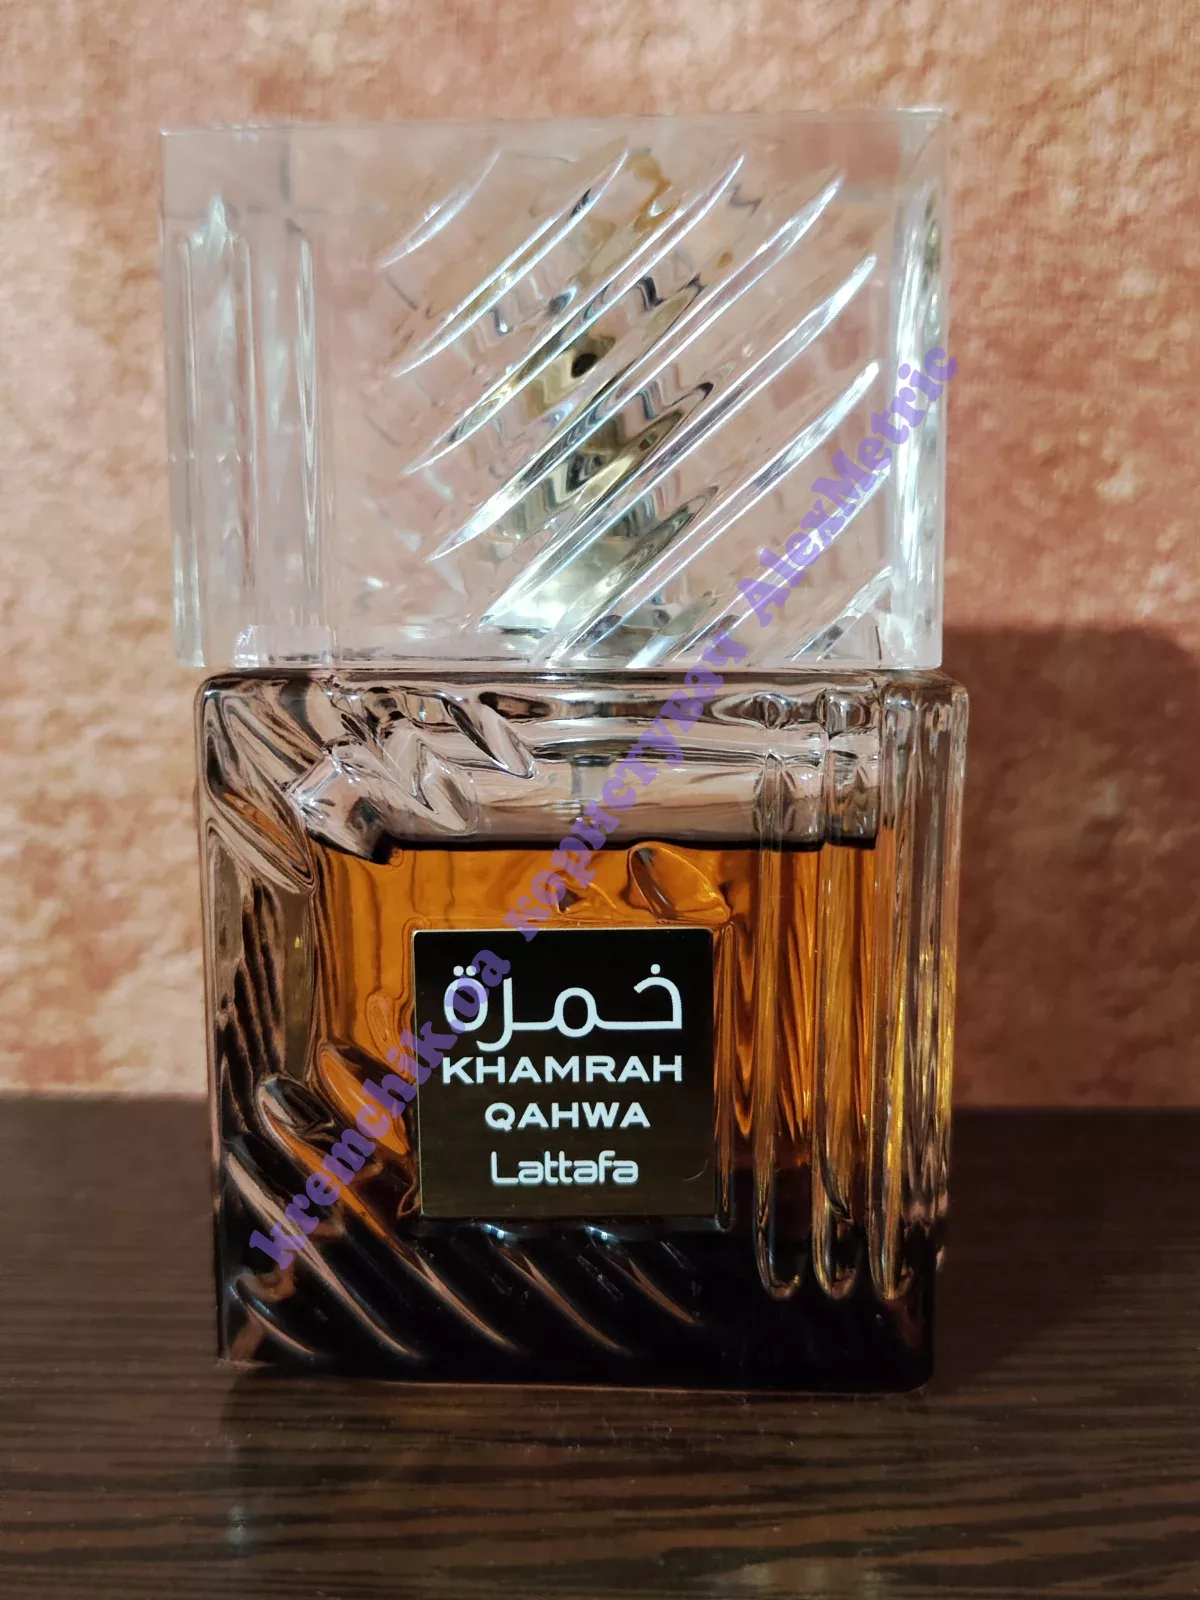 خمرة
KHAMRAH
QAHWA
Lattafa
kremchik.ua користувач AlexMetric